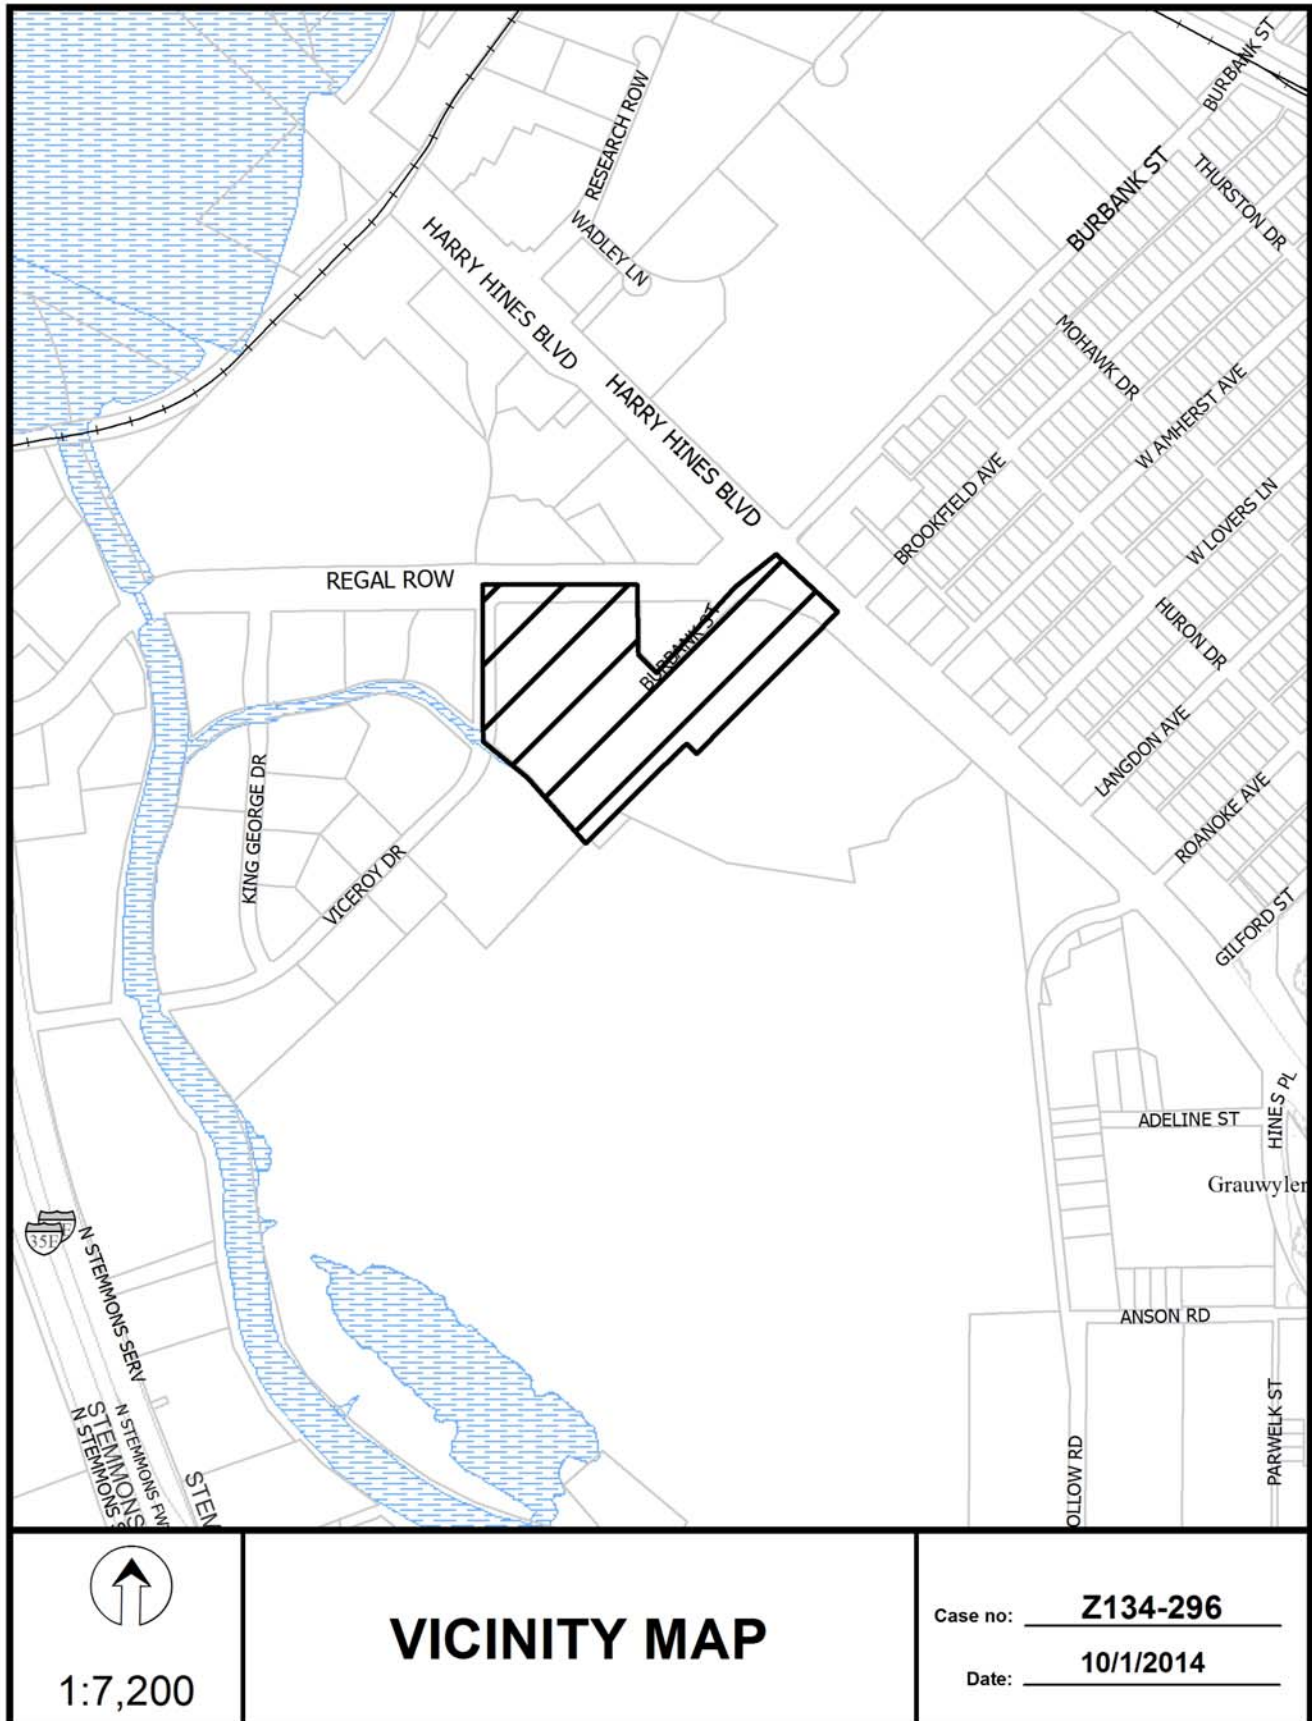 BURBANK ST
RESEARCH ROW
BURBANK ST
THURSTON DR
WADLEY LN
HARRY HINES BLVD
MOHAWK DR
HARRY HINES BLVD
W AMHERST AVE
BROOKFIELD AVE
W LOVERS LN
REGAL ROW
BURBANK ST
HURON DR
LANGDON AVE
KING GEORGE DR
ROANOKE AVE
VICEROY DR
GILFORD ST
HINES PL
ADELINE ST
Grauwyler
35E
N STEMMONS SERV
ANSON RD
N STEMMONS FW
STEMMONS
N STEMMONS S
STEM
OLLOW RD
PARWELK ST
1:7,200
VICINITY MAP
Case no: Z134-296
Date: 10/1/2014